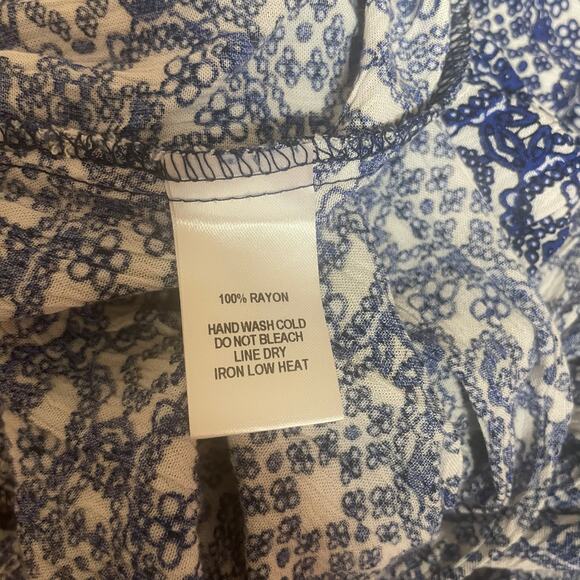 100% RAYON
HAND WASH COLD
DO NOT BLEACH
LINE DRY
IRON LOW HEAT